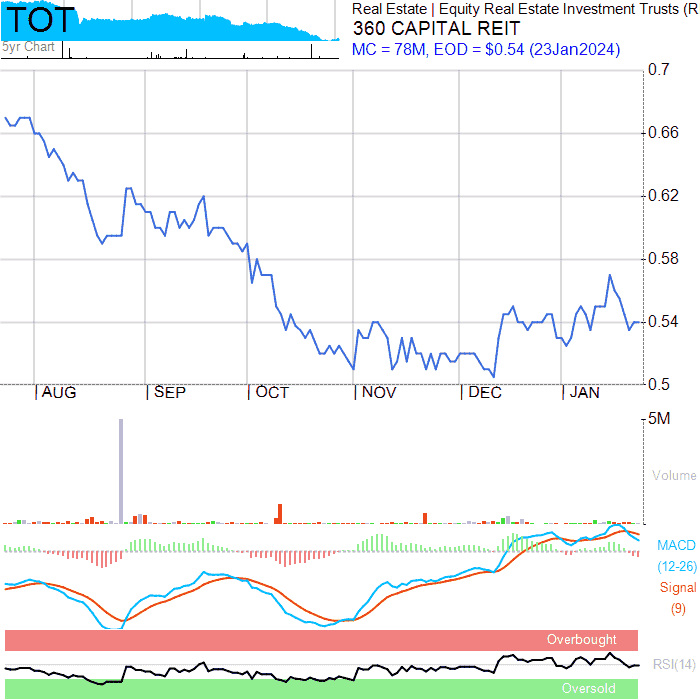 TOT
5yr Chart
Real Estate | Equity Real Estate Investment Trusts (R
360 CAPITAL REIT
MC = 78M, EOD = $0.54 (23Jan2024)
0.7
0.66
0.62
0.58
0.54
0.5
| AUG | SEP | OCT | NOV | DEC | JAN
5M
Volume
MACD
(12-26)
Signal
(9)
Overbought
RSI(14)
Oversold